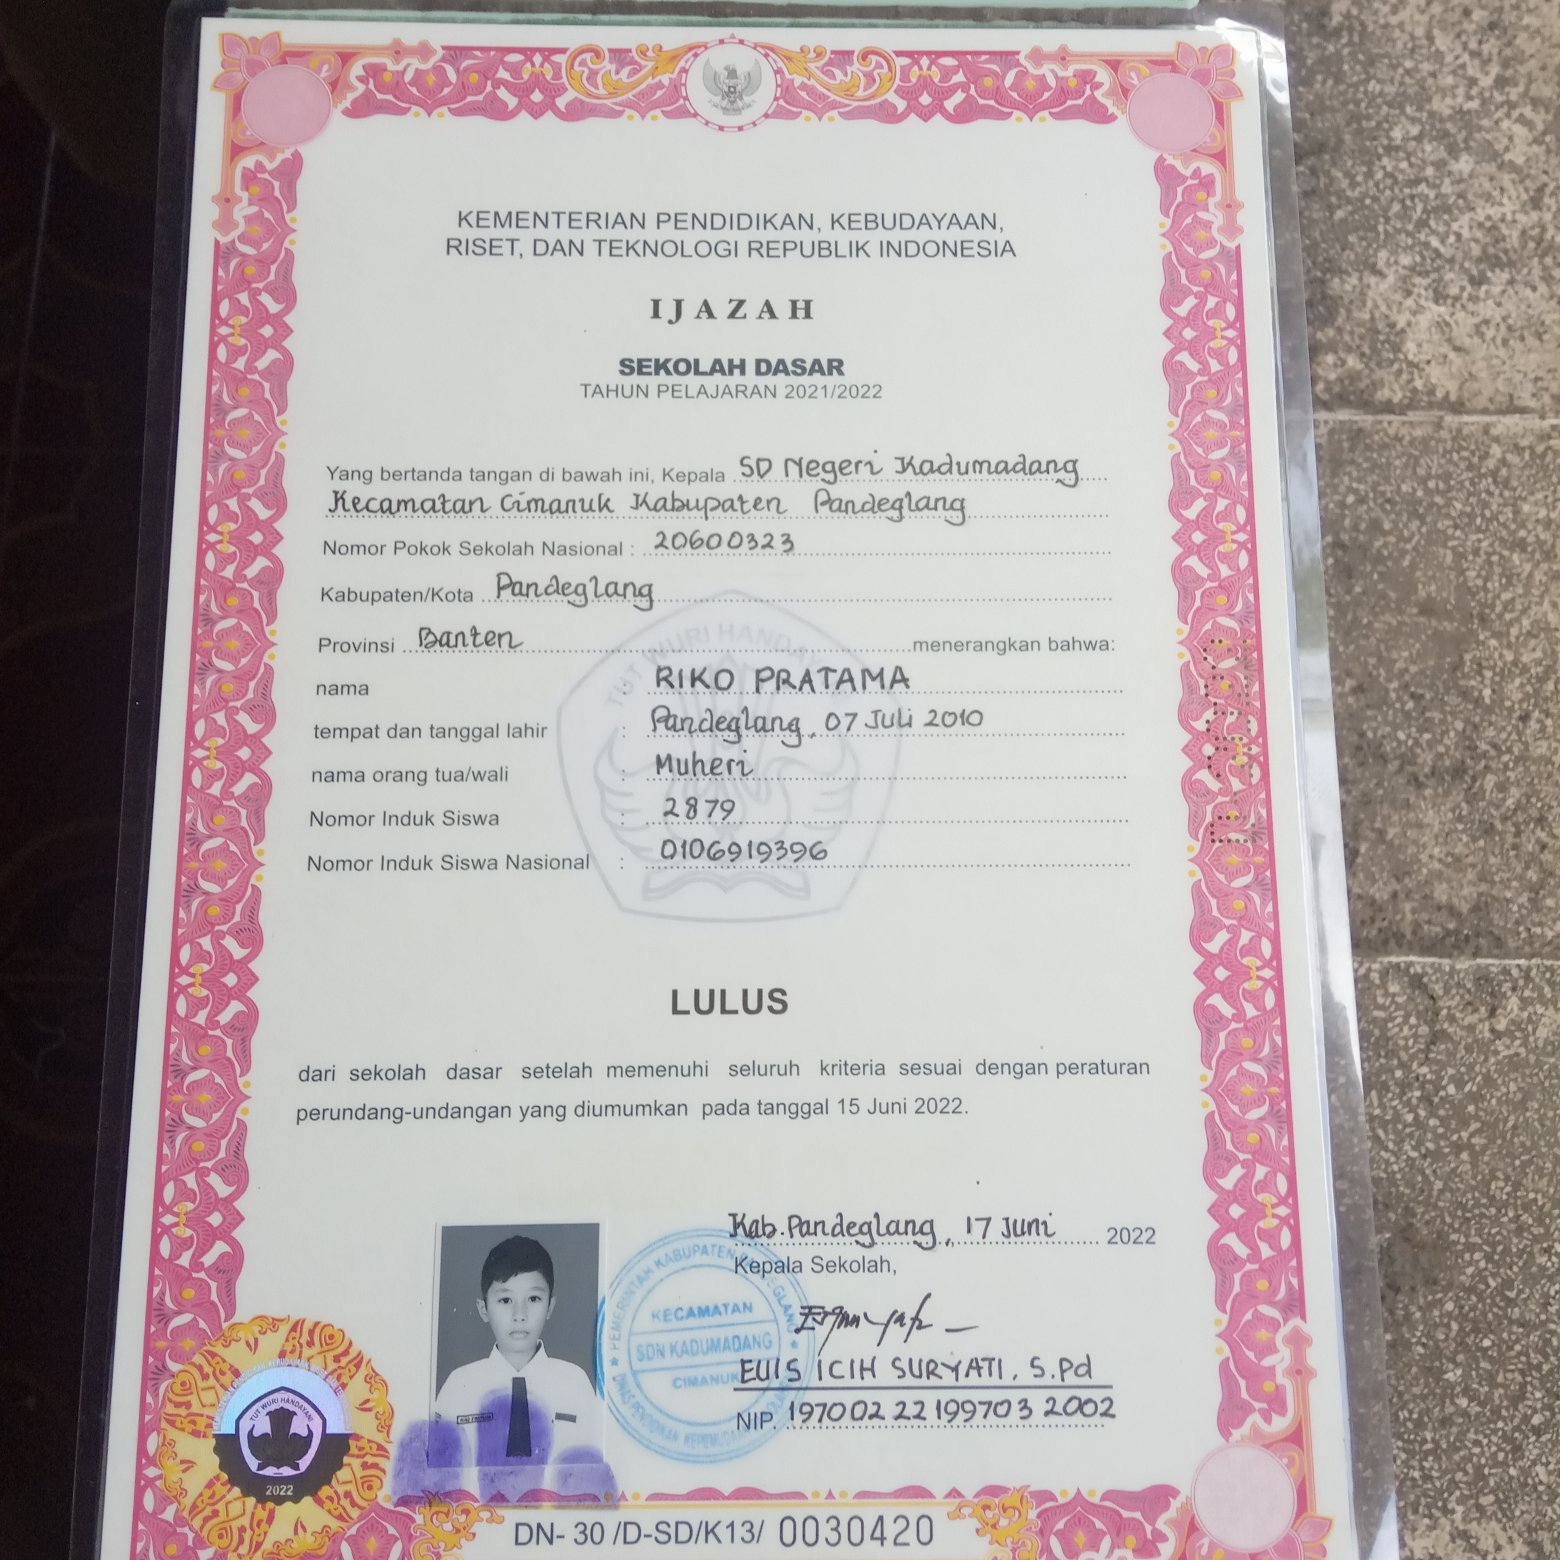 KEMENTERIAN PENDIDIKAN, KEBUDAYAAN,
RISET, DAN TEKNOLOGI REPUBLIK INDONESIA
IJAZAH
SEKOLAH DASAR
TAHUN PELAJARAN 2021/2022
Yang bertanda tangan di bawah ini, Kepala SD Negeri Kadumadang
Kecamatan Cimanuk Kabupaten Pandeglang
Nomor Pokok Sekolah Nasional : 20600323
Kabupaten/Kota Pandeglang
Provinsi Banten menerangkan bahwa:
TUT WURI HANDAYANI
nama : RIKO PRATAMA
tempat dan tanggal lahir : Pandeglang, 07 Juli 2010
nama orang tua/wali : Muheri
Nomor Induk Siswa : 2879
Nomor Induk Siswa Nasional : 0106919396
LULUS
dari sekolah dasar setelah memenuhi seluruh kriteria sesuai dengan peraturan
perundang-undangan yang diumumkan pada tanggal 15 Juni 2022.
Kab. Pandeglang, 17 Juni 2022
Kepala Sekolah,
PEMERINTAH KABUPATEN PANDEGLANG
KECAMATAN
SDN KADUMADANG
CIMANUK
DINAS PENDIDIKAN
EUIS ICIH SURYATI, S.Pd
NIP. 19700222 199703 2002
TUT WURI HANDAYANI
2022
DN- 30 /D-SD/K13/ 0030420